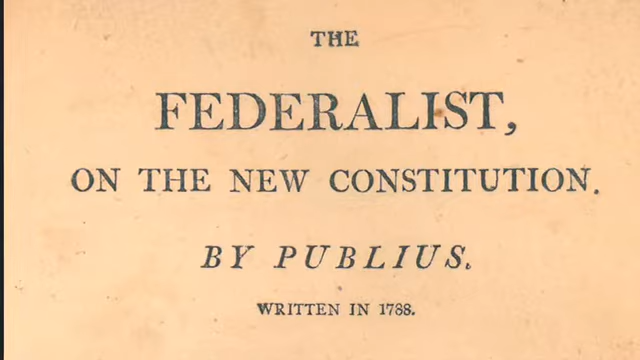 THE
FEDERALIST,
ON THE NEW CONSTITUTION.
BY PUBLIUS.
WRITTEN IN 1788.